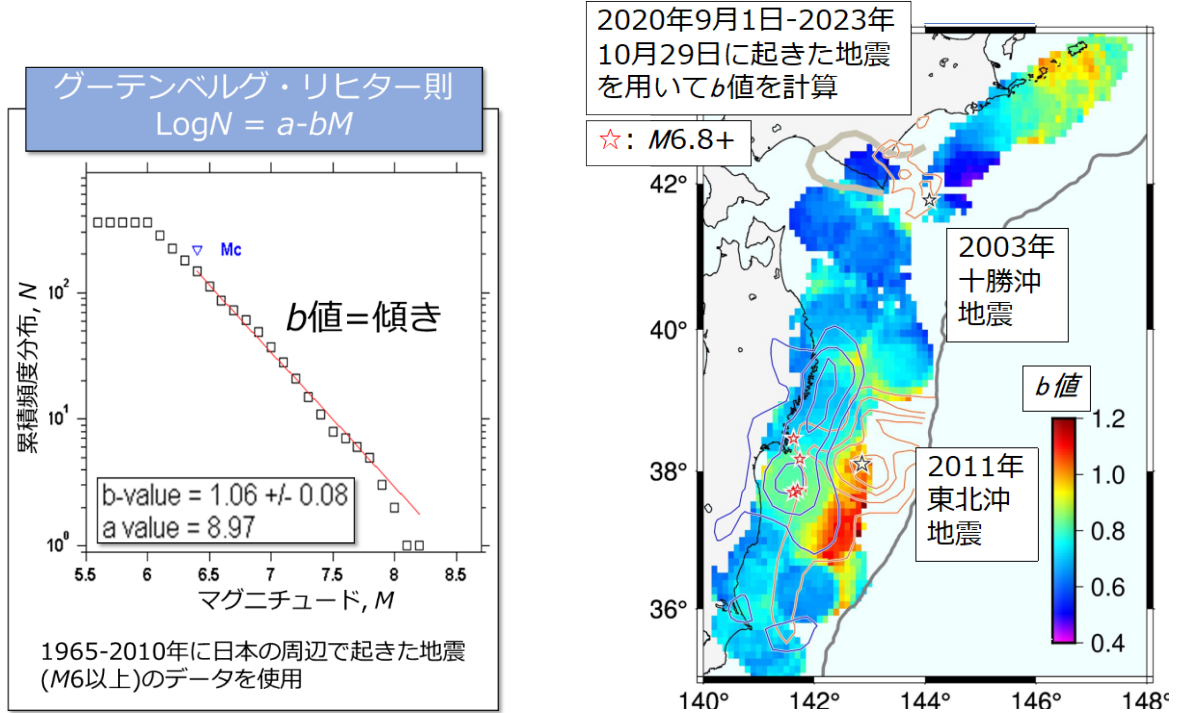 グーテンベルグ・リヒター則
LogN = a-bM
Mc
b値=傾き
累積頻度分布, N
10²
10¹
10⁰
b-value = 1.06 +/- 0.08
a value = 8.97
5.5 6 6.5 7 7.5 8 8.5
マグニチュード, M
1965-2010年に日本の周辺で起きた地震
(M6以上)のデータを使用
2020年9月1日-2023年
10月29日に起きた地震
を用いてb値を計算
☆: M6.8+
42°
40°
38°
36°
2003年
十勝沖
地震
b値
1.2
1.0
0.8
0.6
0.4
2011年
東北沖
地震
140° 142° 144° 146° 148°